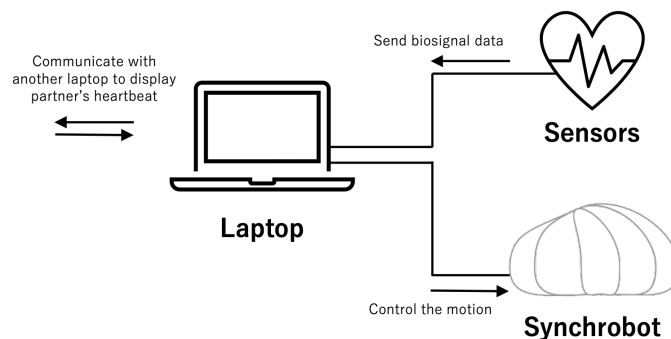 Communicate with
another laptop to display
partner's heartbeat
Send biosignal data
Sensors
Laptop
Control the motion
Synchrobot